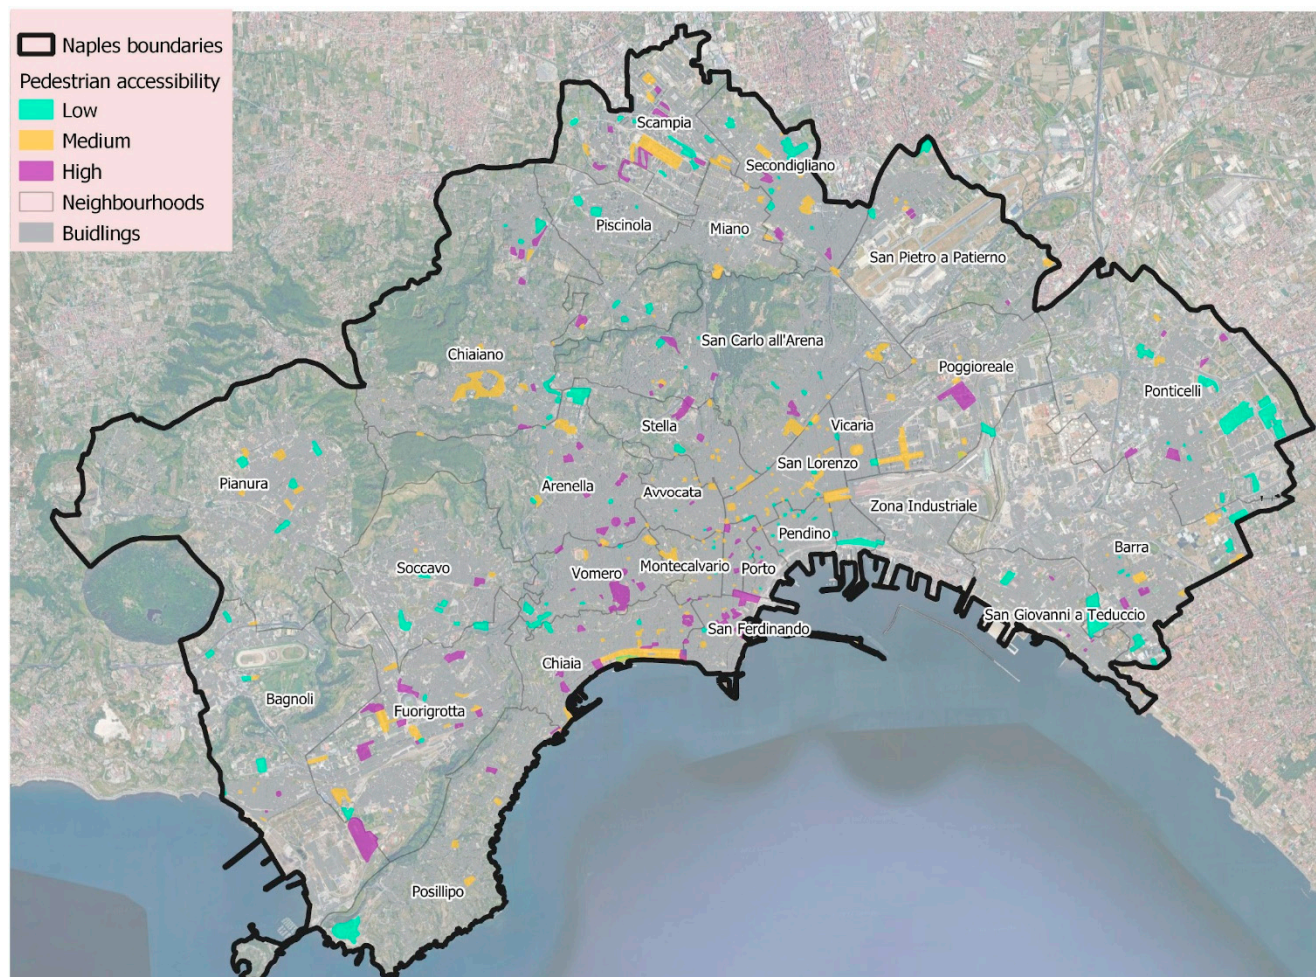 Naples boundaries
Pedestrian accessibility
Low
Medium
High
Neighbourhoods
Buidlings
Scampia
Secondigliano
Piscinola
Miano
San Pietro a Patierno
San Carlo all'Arena
Chiaiano
Poggioreale
Ponticelli
Stella
Vicaria
San Lorenzo
Pianura
Arenella
Avvocata
Zona Industriale
Pendino
Barra
Soccavo
Vomero
Montecalvario
Porto
San Giovanni a Teduccio
San Ferdinando
Chiaia
Bagnoli
Fuorigrotta
Posillipo